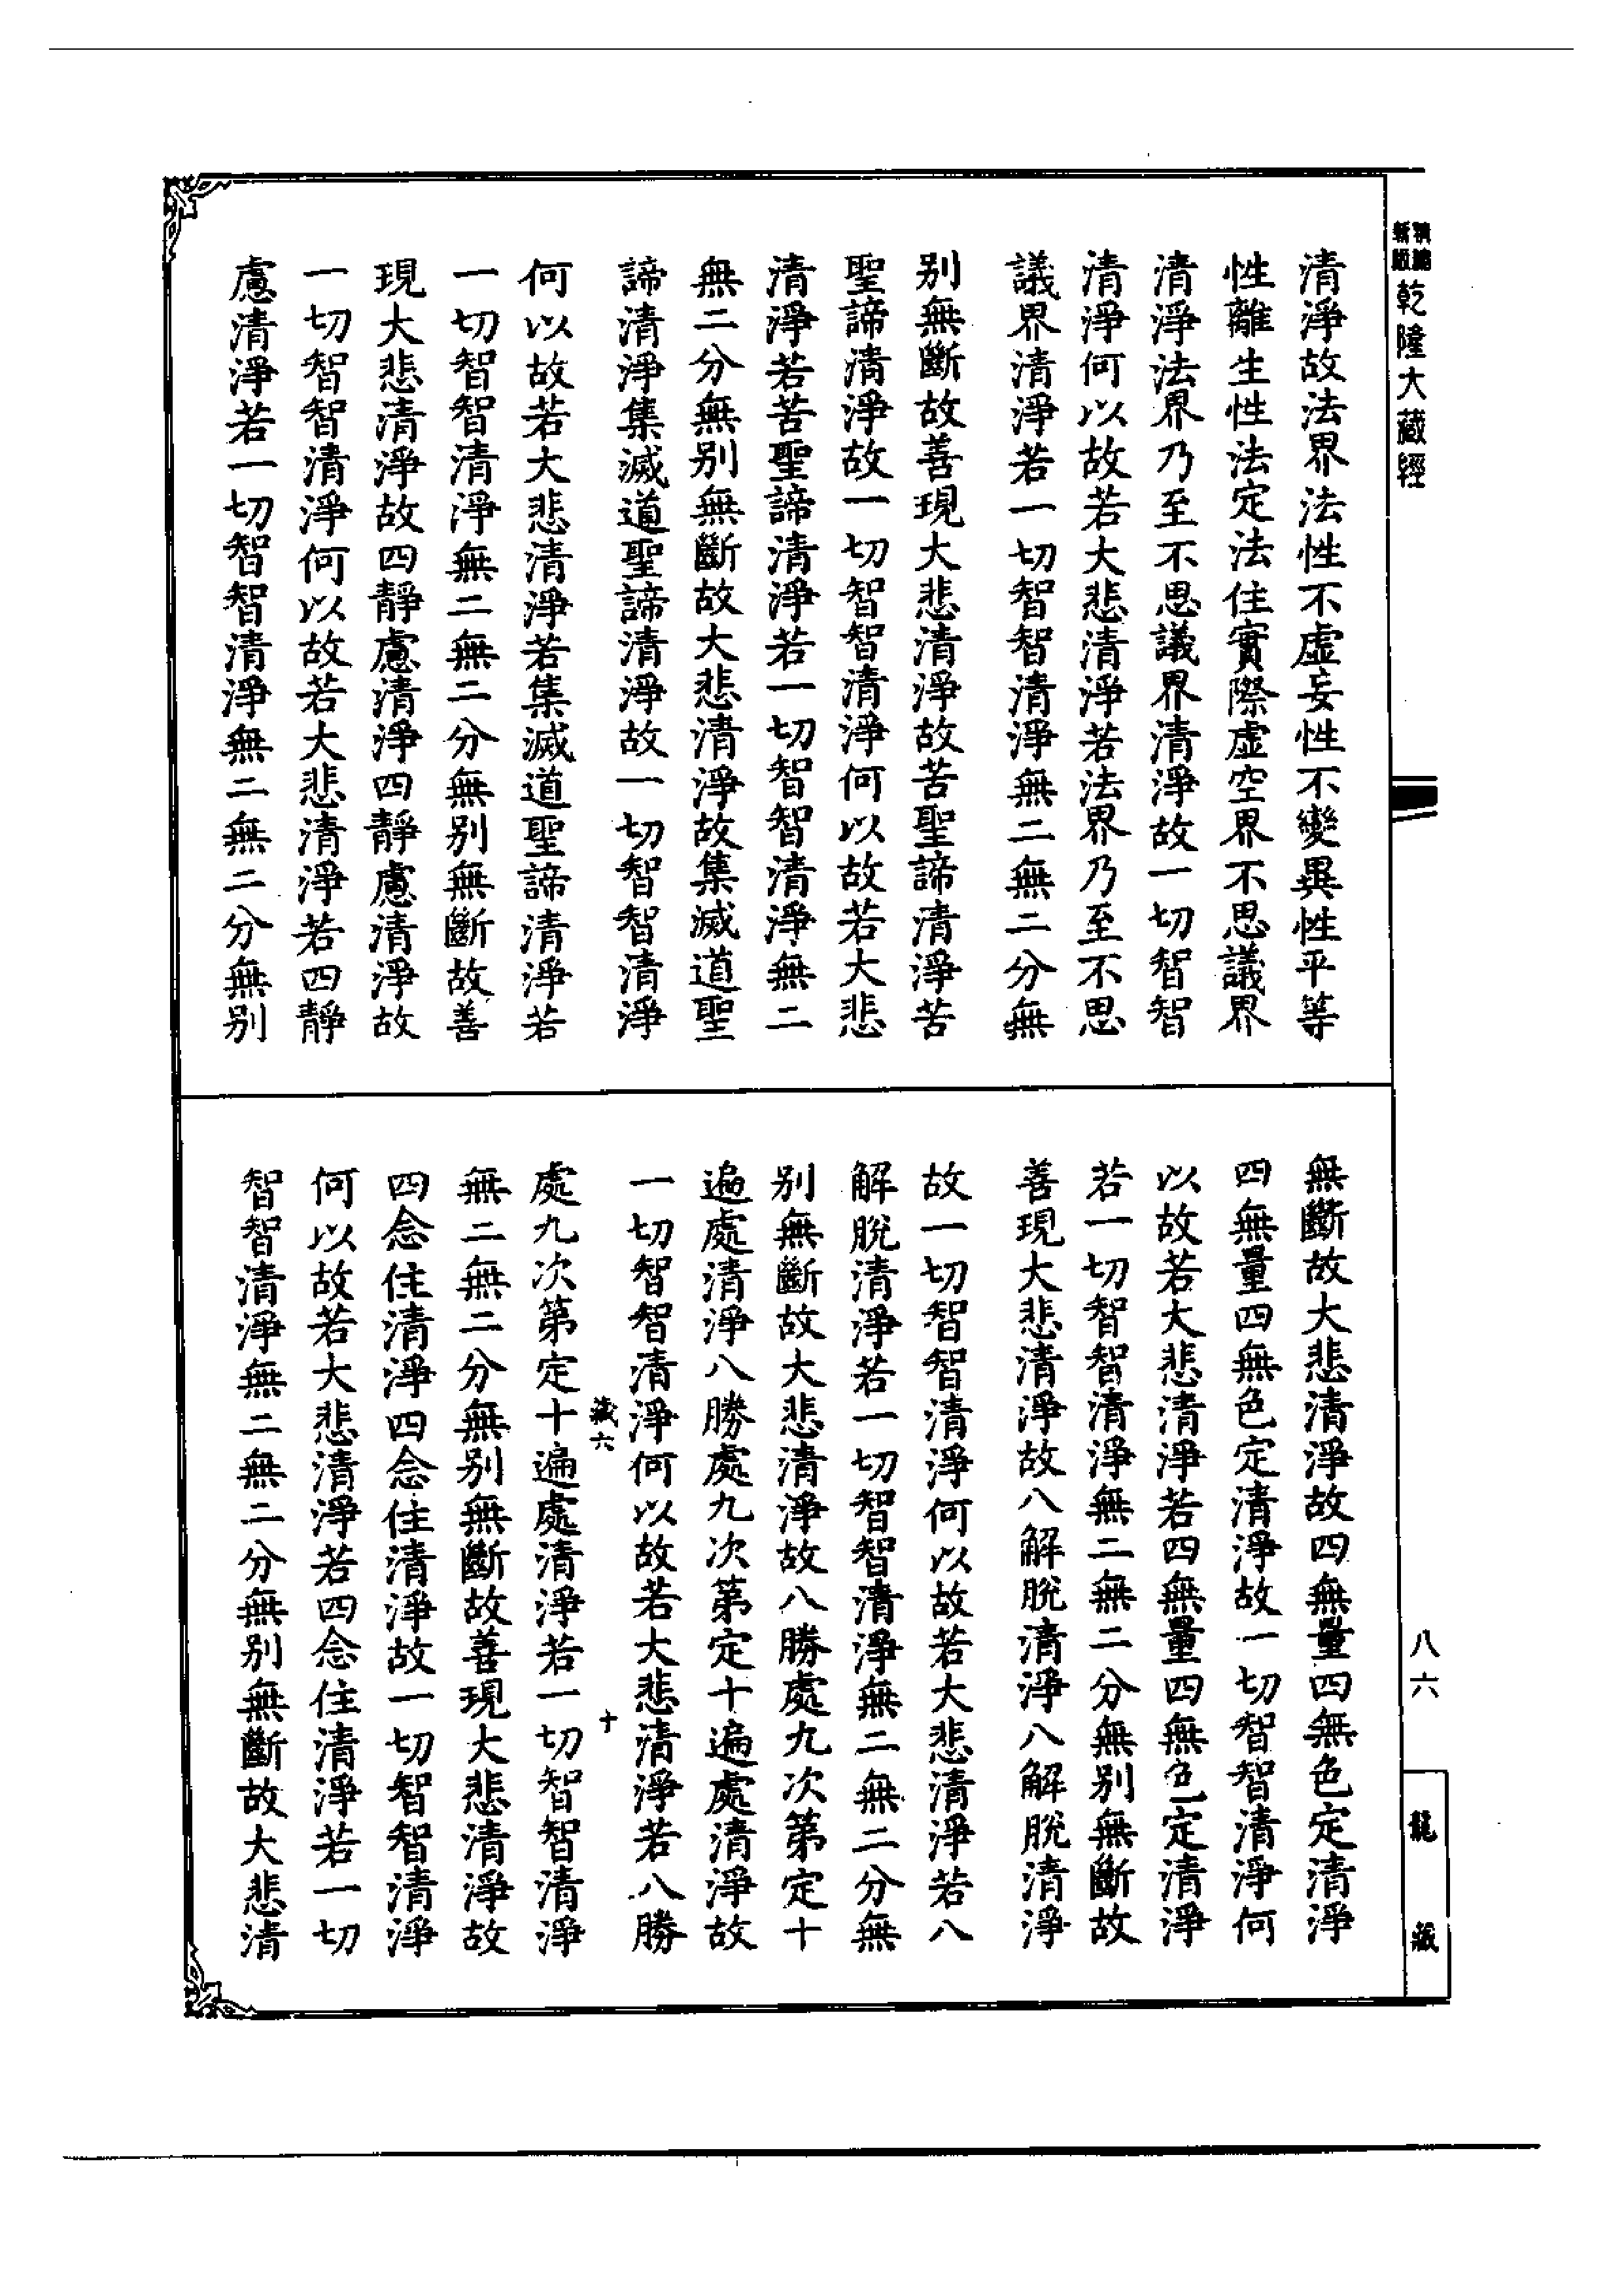 新版精縮乾隆大藏經
清淨故法界法性不虛妄性不變異性平等
性離生性法定法住實際虛空界不思議界
清淨法界乃至不思議界清淨故一切智智
清淨何以故若大悲清淨若法界乃至不思
議界清淨若一切智智清淨無二無二分無
别無斷故善現大悲清淨故苦聖諦清淨苦
聖諦清淨故一切智智清淨何以故若大悲
清淨若苦聖諦清淨若一切智智清淨無二
無二分無别無斷故大悲清淨故集滅道聖
諦清淨集滅道聖諦清淨故一切智智清淨
何以故若大悲清淨若集滅道聖諦清淨若
一切智智清淨無二無二分無别無斷故善
現大悲清淨故四靜慮清淨四靜慮清淨故
一切智智清淨何以故若大悲清淨若四靜
慮清淨若一切智智清淨無二無二分無别
無斷故大悲清淨故四無量四無色定清淨
四無量四無色定清淨故一切智智清淨何
以故若大悲清淨若四無量四無色定清淨
若一切智智清淨無二無二分無别無斷故
善現大悲清淨故八解脫清淨八解脫清淨
故一切智智清淨何以故若大悲清淨若八
解脫清淨若一切智智清淨無二無二分無
别無斷故大悲清淨故八勝處九次第定十
遍處清淨八勝處九次第定十遍處清淨故
一切智智清淨何以故若大悲清淨若八勝
藏六 十
處九次第定十遍處清淨若一切智智清淨
無二無二分無别無斷故善現大悲清淨故
四念住清淨四念住清淨故一切智智清淨
何以故若大悲清淨若四念住清淨若一切
智智清淨無二無二分無别無斷故大悲清
八六
龍藏